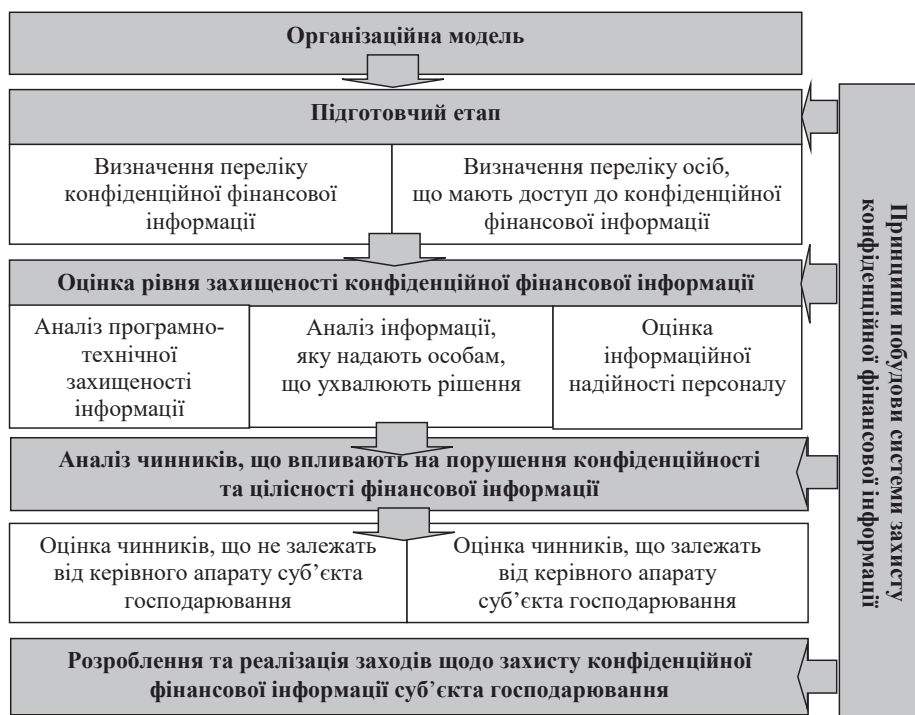 Організаційна модель
Підготовчий етап
Визначення переліку
конфіденційної фінансової
інформації
Визначення переліку осіб,
що мають доступ до конфіденційної
фінансової інформації
Оцінка рівня захищеності конфіденційної фінансової інформації
Аналіз програмно-
технічної
захищеності
інформації
Аналіз інформації,
яку надають особам,
що ухвалюють рішення
Оцінка
інформаційної
надійності персоналу
Аналіз чинників, що впливають на порушення конфіденційності
та цілісності фінансової інформації
Оцінка чинників, що не залежать
від керівного апарату суб’єкта
господарювання
Оцінка чинників, що залежать
від керівного апарату
суб’єкта господарювання
Розроблення та реалізація заходів щодо захисту конфіденційної
фінансової інформації суб’єкта господарювання
Принципи побудови системи захисту
конфіденційної фінансової інформації